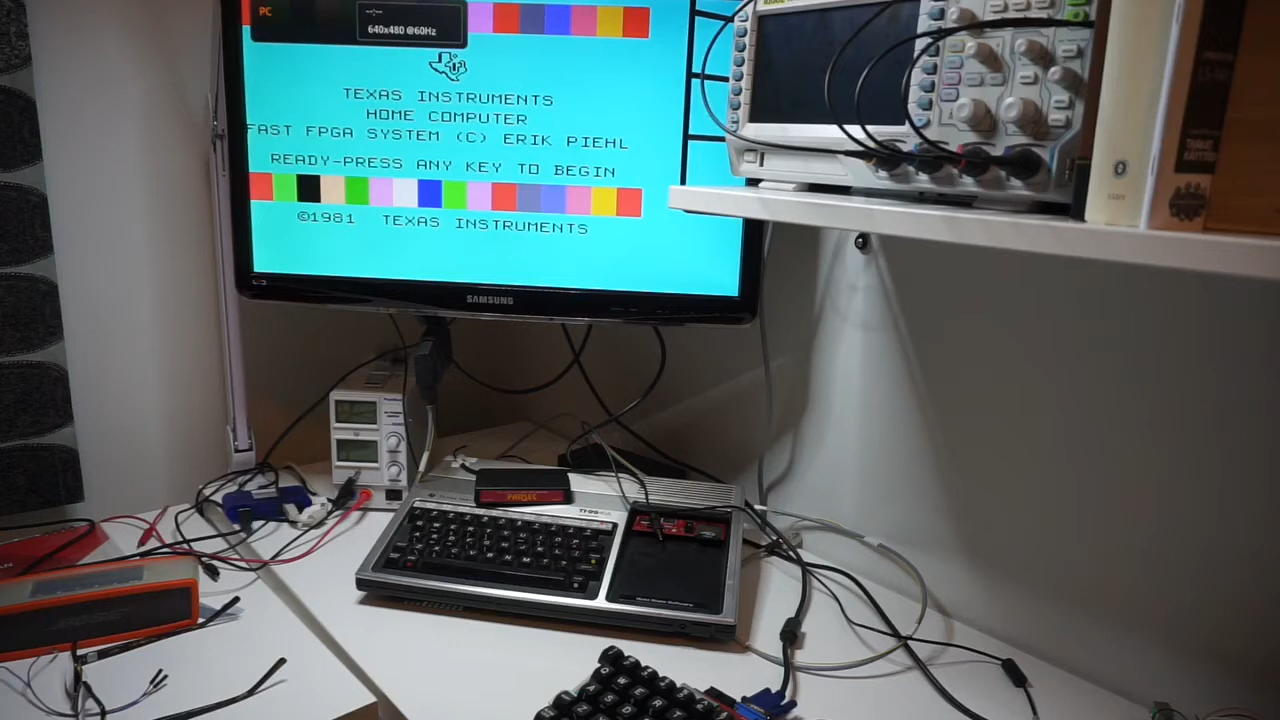 PC
640x480 @60Hz
TEXAS INSTRUMENTS
HOME COMPUTER
FAST FPGA SYSTEM (C) ERIK PIEHL
READY-PRESS ANY KEY TO BEGIN
©1981 TEXAS INSTRUMENTS
SAMSUNG
PARSEC
TI-99/4A